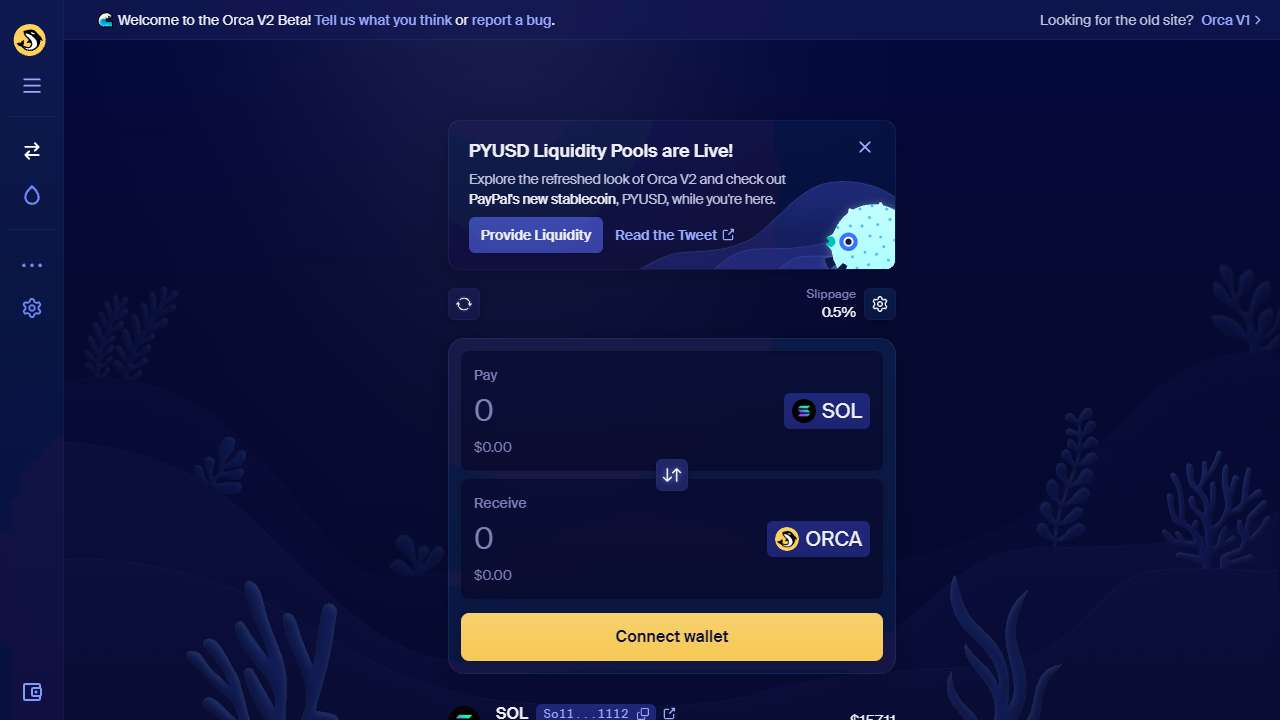 🌊 Welcome to the Orca V2 Beta! Tell us what you think or report a bug.
Looking for the old site? Orca V1
PYUSD Liquidity Pools are Live!
Explore the refreshed look of Orca V2 and check out
PayPal's new stablecoin, PYUSD, while you're here.
Provide Liquidity
Read the Tweet
Slippage
0.5%
Pay
0
SOL
$0.00
Receive
0
ORCA
$0.00
Connect wallet
SOL
So11...1112